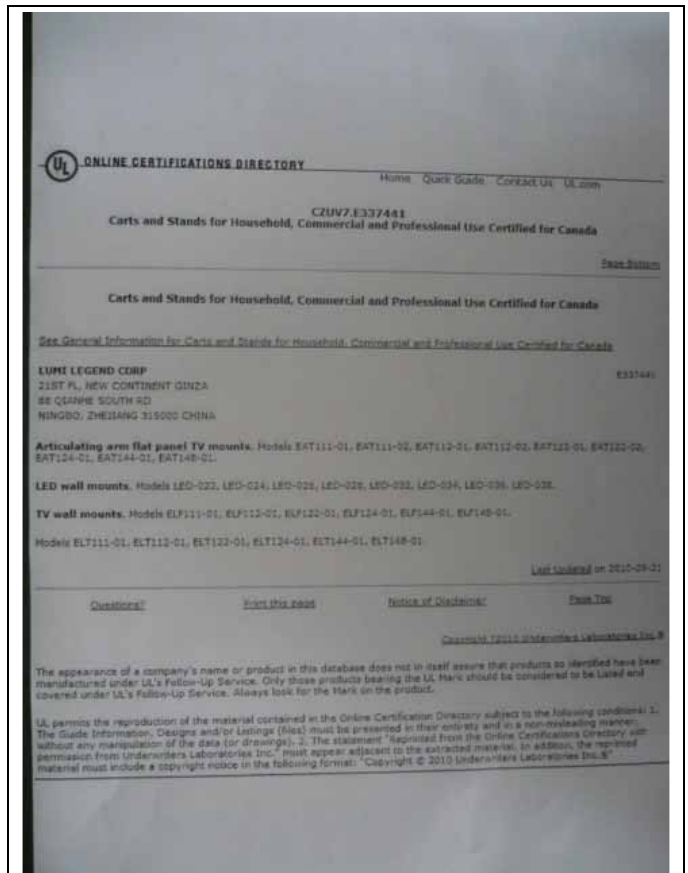 UL ONLINE CERTIFICATIONS DIRECTORY
Home Quick Guide Contact Us UL.com
CZUV7.E337441
Carts and Stands for Household, Commercial and Professional Use Certified for Canada
Page Bottom
Carts and Stands for Household, Commercial and Professional Use Certified for Canada
See General Information for Carts and Stands for Household, Commercial and Professional Use Certified for Canada
LUMI LEGEND CORP
E337441
21ST FL, NEW CONTINENT GINZA
QIANHE SOUTH RD
NINGBO, ZHEJIANG 315000 CHINA
Articulating arm flat panel TV mounts. Models EAT111-01, EAT111-02, EAT112-01, EAT112-02, EAT122-01, EAT122-02,
EAT124-01, EAT144-01, EAT148-01.
LED wall mounts. Models LED-022, LED-024, LED-026, LED-028, LED-032, LED-034, LED-036, LED-038.
TV wall mounts. Models ELF111-01, ELF112-01, ELF122-01, ELF124-01, ELF144-01, ELF148-01.
Models ELT111-01, ELT112-01, ELT122-01, ELT124-01, ELT144-01, ELT148-01.
Last Updated on 2010-09-21
Questions? Print this page Notice of Disclaimer Page Top
Copyright 2010 Underwriters Laboratories Inc.®
The appearance of a company's name or product in this database does not in itself assure that products so identified have been
manufactured under UL's Follow-Up Service. Only those products bearing the UL Mark should be considered to be Listed and
covered under UL's Follow-Up Service. Always look for the Mark on the product.
UL permits the reproduction of the material contained in the Online Certification Directory subject to the following conditions: 1.
The Guide Information, Designs and/or Listings (files) must be presented in their entirety and in a non-misleading manner,
without any manipulation of the data (or drawings). 2. The statement "Reprinted from the Online Certifications Directory with
permission from Underwriters Laboratories Inc." must appear adjacent to the extracted material. In addition, the reprinted
material must include a copyright notice in the following format: "Copyright © 2010 Underwriters Laboratories Inc.®"